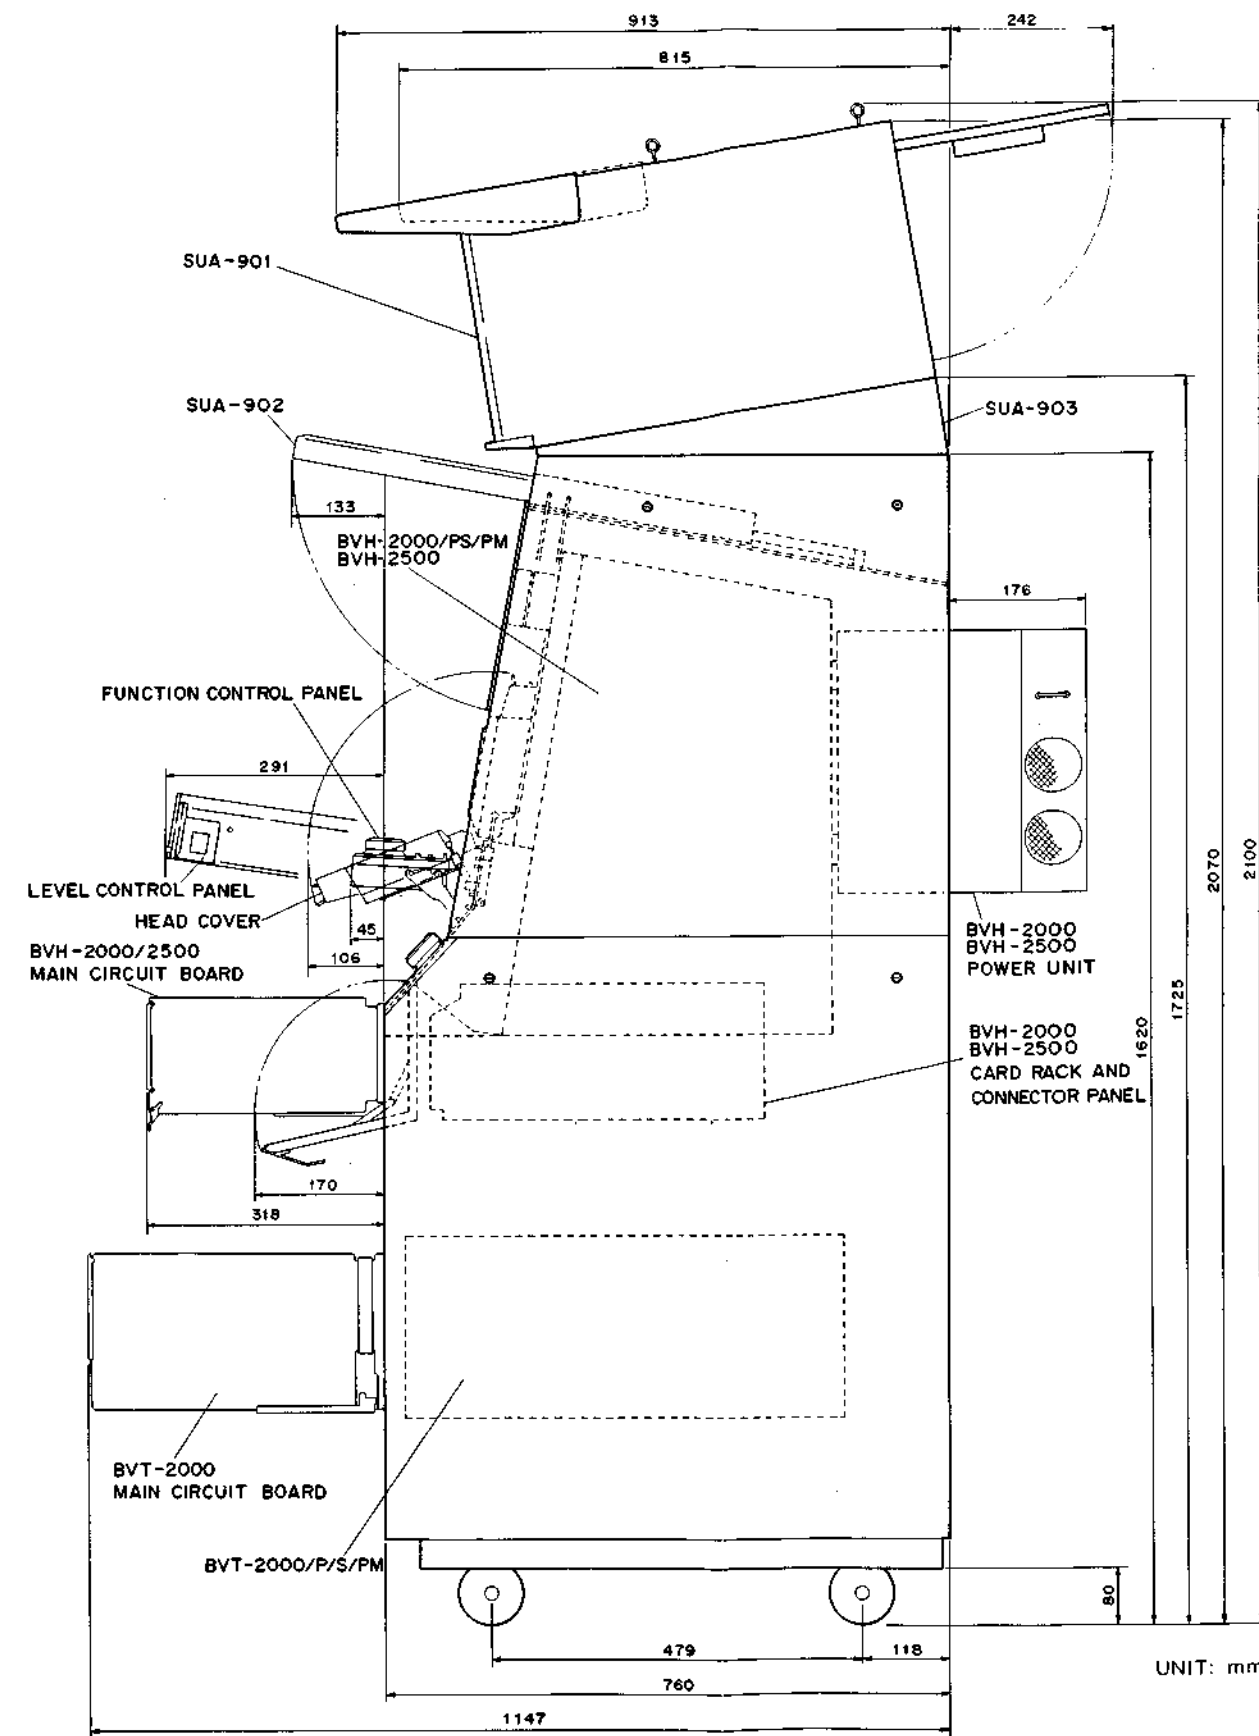 913
242
815
SUA-901
SUA-902
SUA-903
133
BVH-2000/PS/PM
BVH-2500
176
FUNCTION CONTROL PANEL
291
LEVEL CONTROL PANEL
HEAD COVER
45
BVH-2000/2500
MAIN CIRCUIT BOARD
106
BVH-2000
BVH-2500
POWER UNIT
2070
2100
1725
1620
BVH-2000
BVH-2500
CARD RACK AND
CONNECTOR PANEL
170
318
BVT-2000
MAIN CIRCUIT BOARD
BVT-2000/P/S/PM
80
479
118
UNIT: mm
760
1147